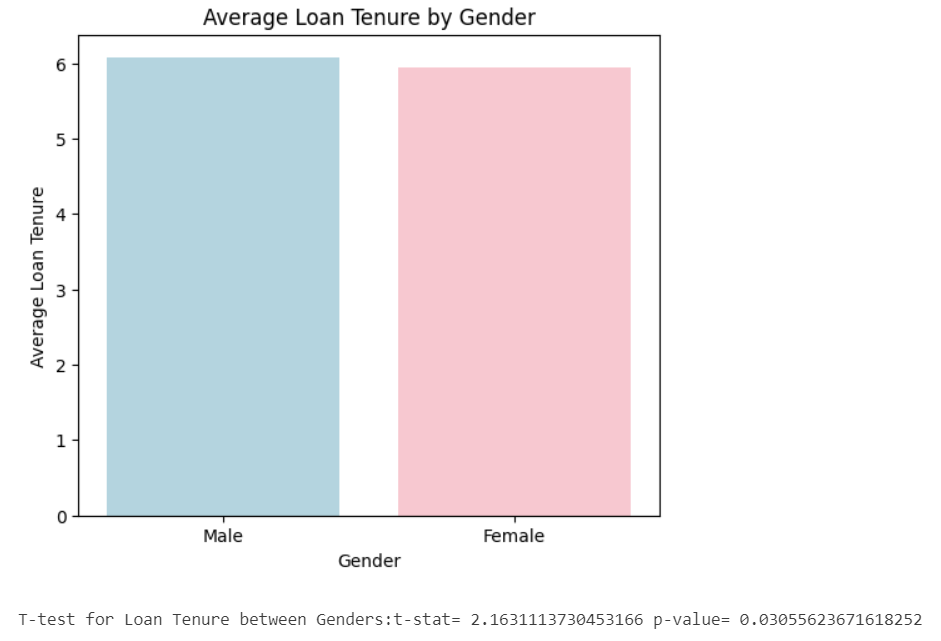 Average Loan Tenure by Gender
6
5
4
3
2
1
0
Average Loan Tenure
Male Female
Gender
T-test for Loan Tenure between Genders:t-stat= 2.1631113730453166 p-value= 0.03055623671618252